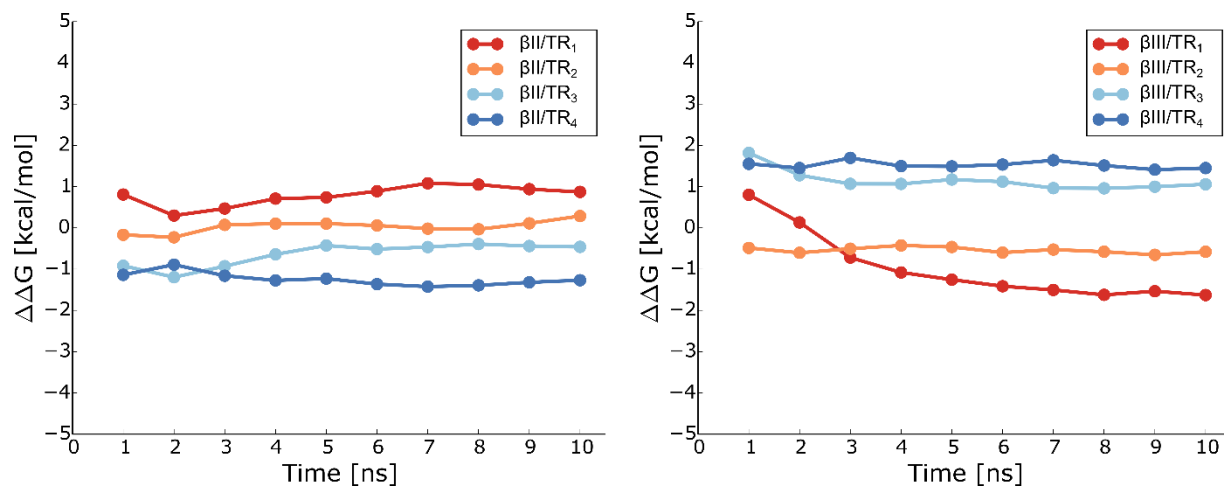 5
4
3
2
1
0
−1
−2
−3
−4
−5
ΔΔG [kcal/mol]
0 1 2 3 4 5 6 7 8 9 10
Time [ns]
βII/TR₁
βII/TR₂
βII/TR₃
βII/TR₄
5
4
3
2
1
0
−1
−2
−3
−4
−5
ΔΔG [kcal/mol]
0 1 2 3 4 5 6 7 8 9 10
Time [ns]
βIII/TR₁
βIII/TR₂
βIII/TR₃
βIII/TR₄